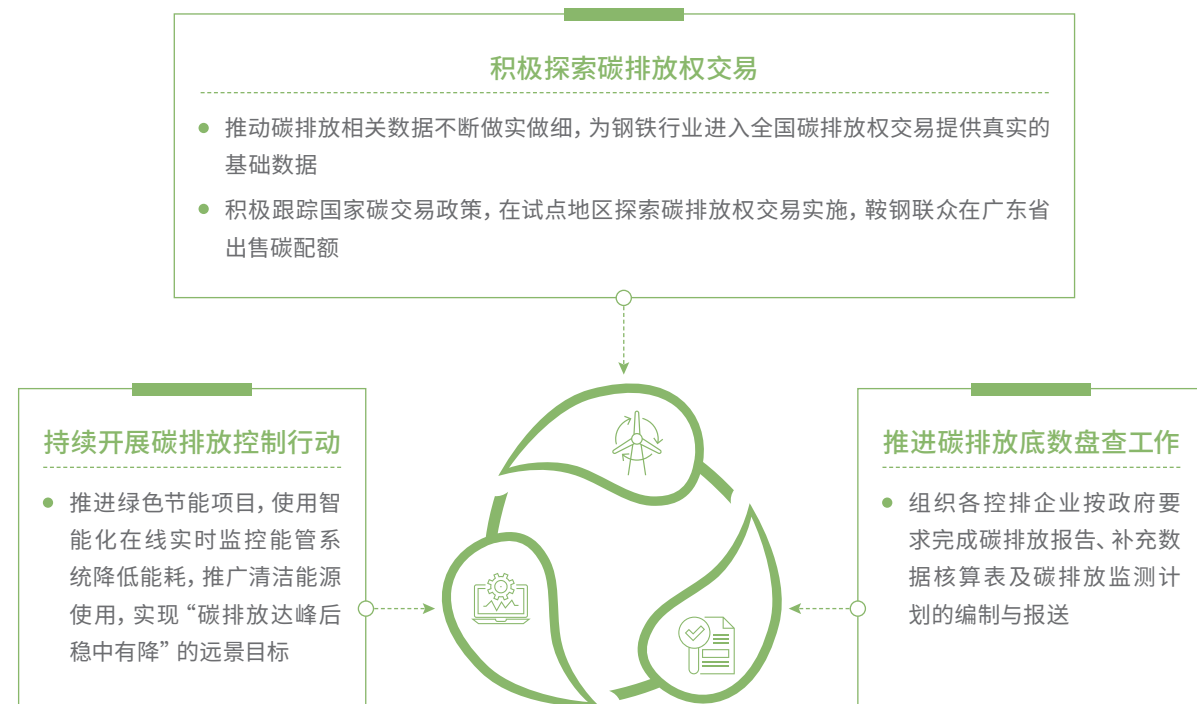 积极探索碳排放权交易
推动碳排放相关数据不断做实做细，为钢铁行业进入全国碳排放权交易提供真实的
基础数据
积极跟踪国家碳交易政策，在试点地区探索碳排放权交易实施，鞍钢联众在广东省
出售碳配额
持续开展碳排放控制行动
推进绿色节能项目，使用智
能化在线实时监控能管系
统降低能耗，推广清洁能源
使用，实现“碳排放达峰后
稳中有降”的远景目标
推进碳排放底数盘查工作
组织各控排企业按政府要
求完成碳排放报告、补充数
据核算表及碳排放监测计
划的编制与报送